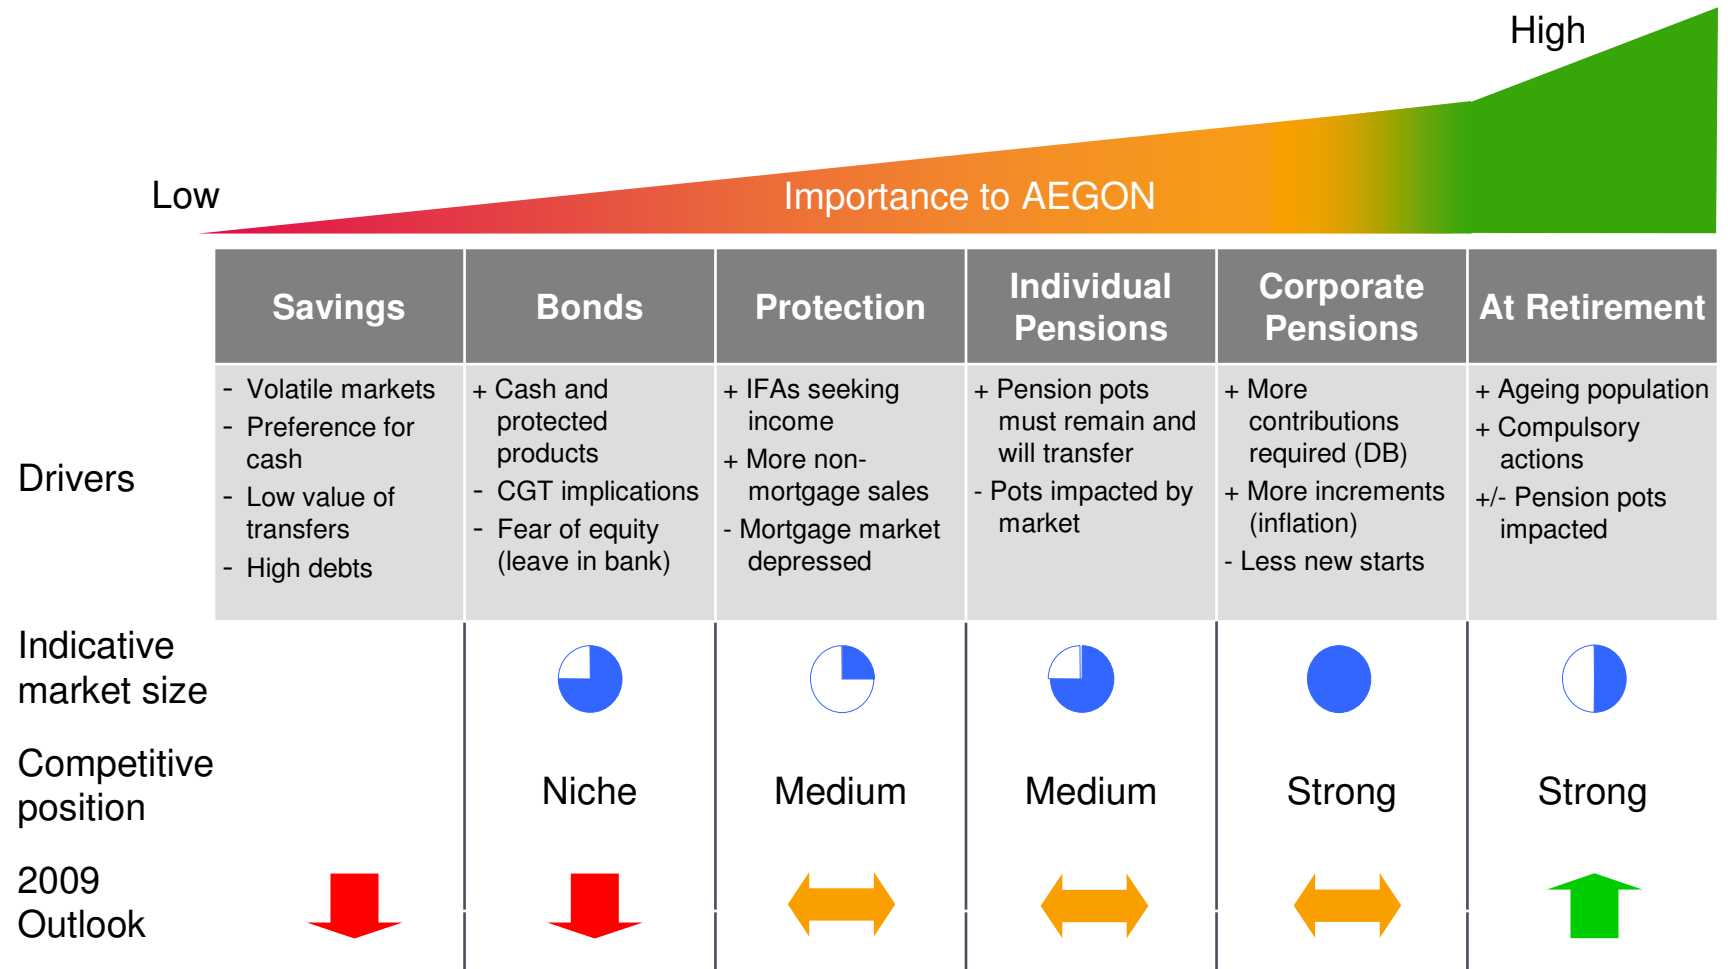 High
Low
Importance to AEGON
Savings
Bonds
Protection
Individual
Pensions
Corporate
Pensions
At Retirement
Drivers
- Volatile markets
- Preference for
cash
- Low value of
transfers
- High debts
+ Cash and
protected
products
- CGT implications
- Fear of equity
(leave in bank)
+ IFAs seeking
income
+ More non-
mortgage sales
- Mortgage market
depressed
+ Pension pots
must remain and
will transfer
- Pots impacted by
market
+ More
contributions
required (DB)
+ More increments
(inflation)
- Less new starts
+ Ageing population
+ Compulsory
actions
+/- Pension pots
impacted
Indicative
market size
Competitive
position
Niche
Medium
Medium
Strong
Strong
2009
Outlook